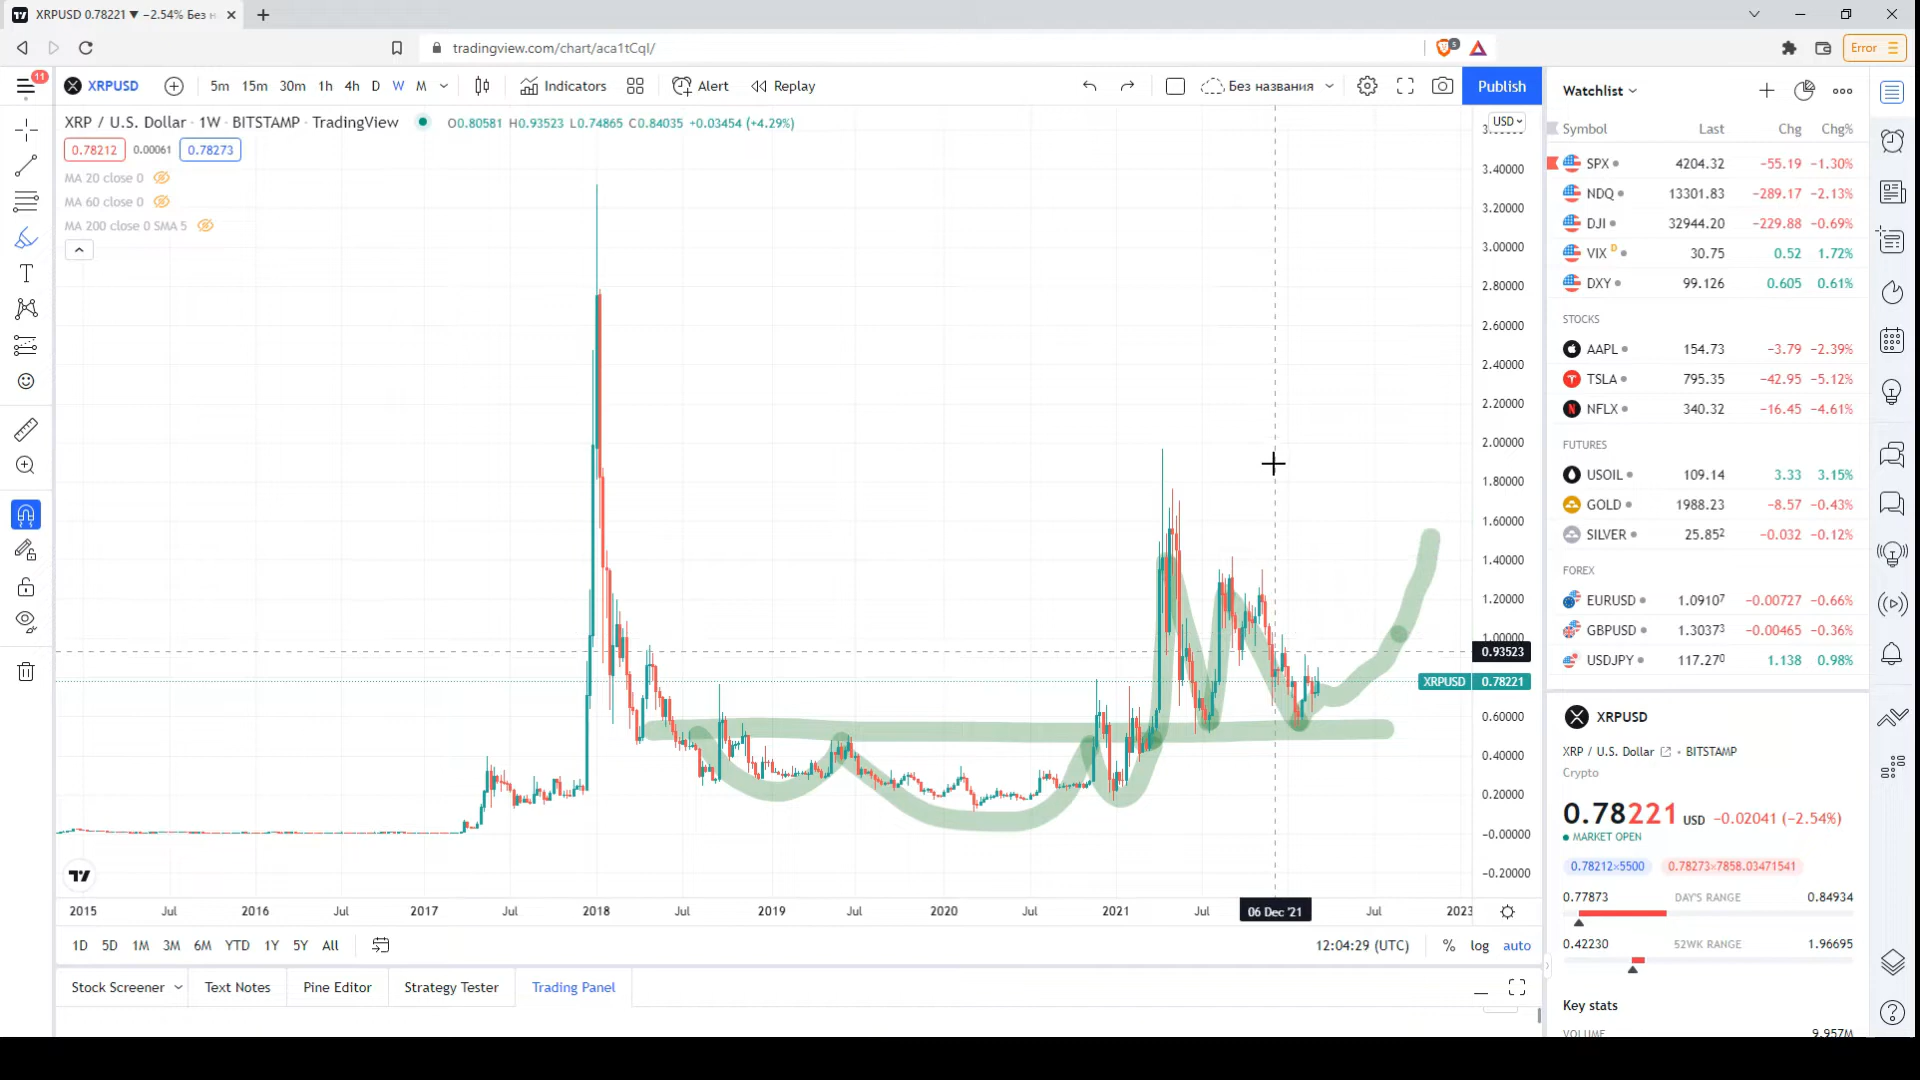 XRPUSD 0.78221 ▼ −2.54% Без н
tradingview.com/chart/aca1tCqI/
5
Error
11
XRPUSD
5m 15m 30m 1h 4h D W M
Indicators
Alert
Replay
Без названия
Publish
XRP / U.S. Dollar · 1W · BITSTAMP · TradingView
O0.80581 H0.93523 L0.74865 C0.84035 +0.03454 (+4.29%)
0.78212 0.00061 0.78273
MA 20 close 0
MA 60 close 0
MA 200 close 0 SMA 5
USD
3.40000
3.20000
3.00000
2.80000
2.60000
2.40000
2.20000
2.00000
1.80000
1.60000
1.40000
1.20000
1.00000
0.93523
XRPUSD 0.78221
0.60000
0.40000
0.20000
−0.00000
−0.20000
2015 Jul 2016 Jul 2017 Jul 2018 Jul 2019 Jul 2020 Jul 2021 Jul 06 Dec '21 Jul 2023
1D 5D 1M 3M 6M YTD 1Y 5Y All
12:04:29 (UTC) % log auto
Stock Screener Text Notes Pine Editor Strategy Tester Trading Panel
Watchlist
Symbol Last Chg Chg%
SPX 4204.32 −55.19 −1.30%
NDQ 13301.83 −289.17 −2.13%
DJI 32944.20 −229.88 −0.69%
VIX D 30.75 0.52 1.72%
DXY 99.126 0.605 0.61%
STOCKS
AAPL 154.73 −3.79 −2.39%
TSLA 795.35 −42.95 −5.12%
NFLX 340.32 −16.45 −4.61%
FUTURES
USOIL 109.14 3.33 3.15%
GOLD 1988.23 −8.57 −0.43%
SILVER 25.852 −0.032 −0.12%
FOREX
EURUSD 1.09107 −0.00727 −0.66%
GBPUSD 1.30373 −0.00465 −0.36%
USDJPY 117.270 1.138 0.98%
XRPUSD
XRP / U.S. Dollar • BITSTAMP
Crypto
0.78221 USD −0.02041 (−2.54%)
MARKET OPEN
0.78212×5500 0.78273×7858.03471541
0.77873 DAY'S RANGE 0.84934
0.42230 52WK RANGE 1.96695
Key stats
VOLUME 9.957M